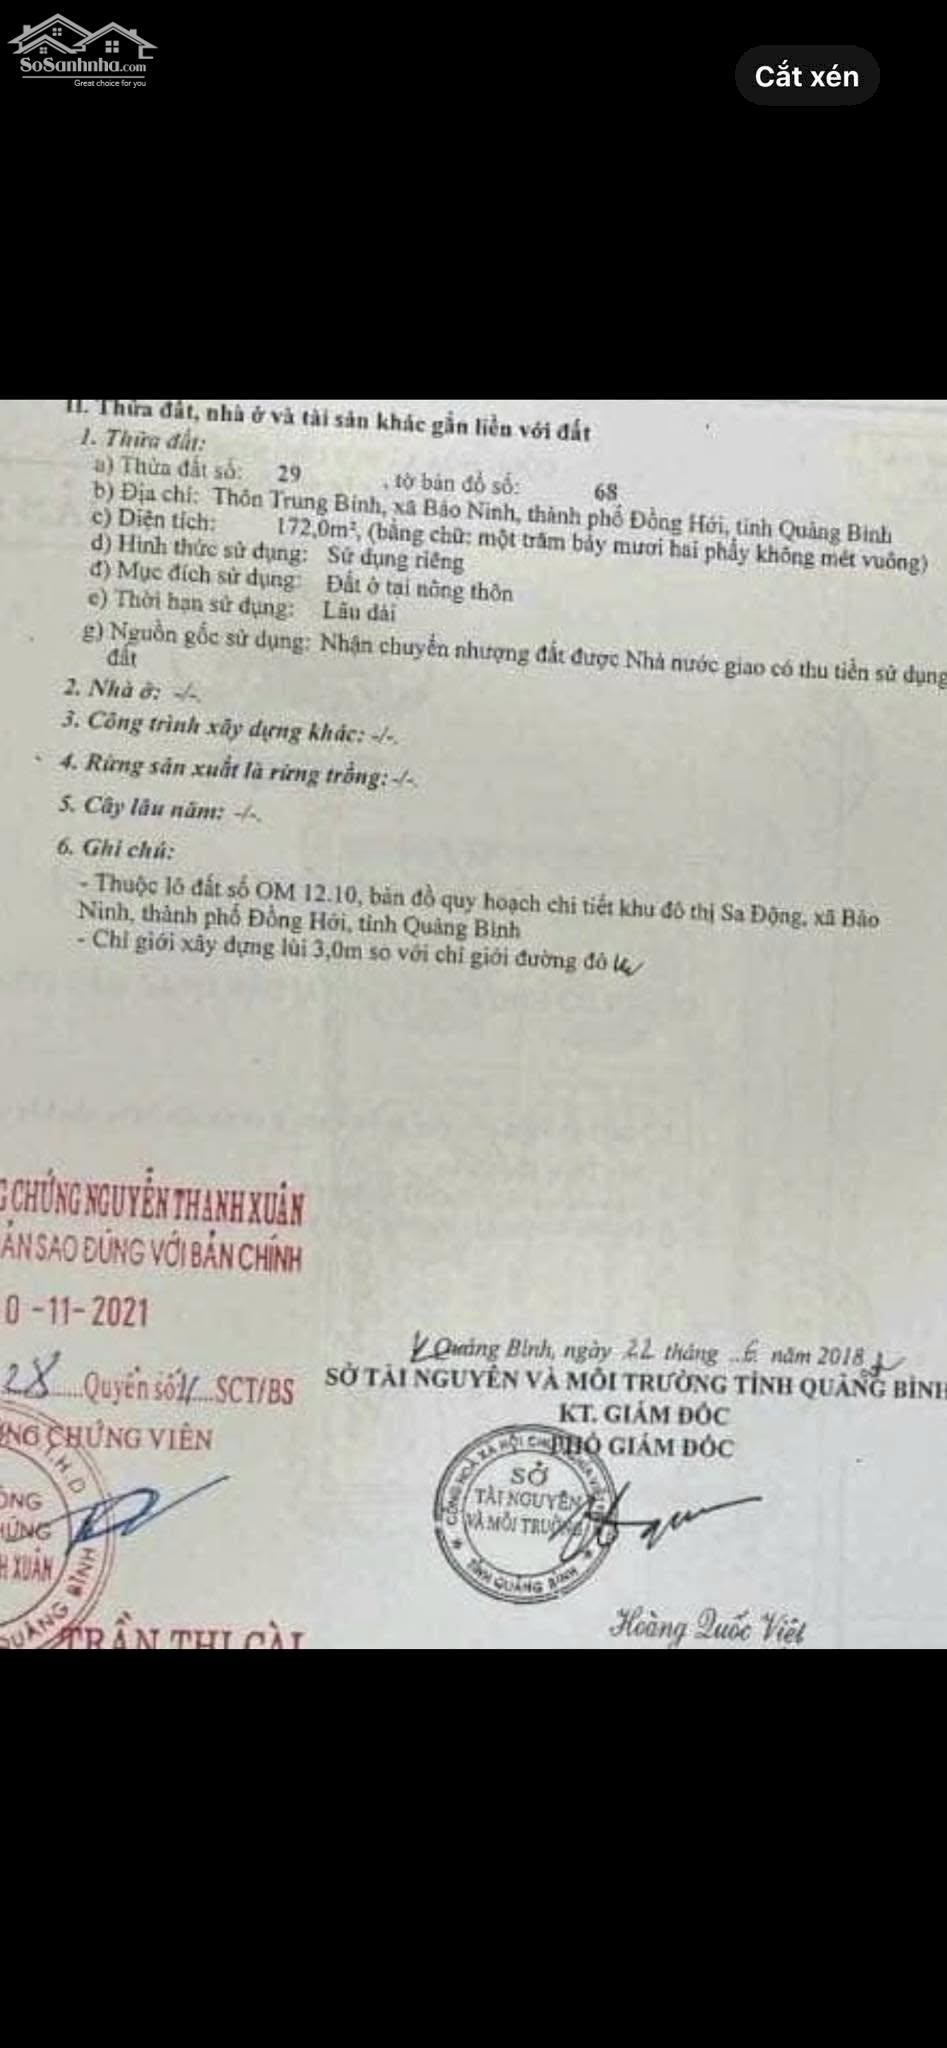 SoSanhnha.com
Great choice for you
Cắt xén
II. Thửa đất, nhà ở và tài sản khác gắn liền với đất
1. Thửa đất:
a) Thửa đất số: 29 , tờ bản đồ số: 68
b) Địa chỉ: Thôn Trung Bính, xã Bảo Ninh, thành phố Đồng Hới, tỉnh Quảng Bình
c) Diện tích: 172,0m², (bằng chữ: một trăm bảy mươi hai phẩy không mét vuông)
d) Hình thức sử dụng: Sử dụng riêng
đ) Mục đích sử dụng: Đất ở tại nông thôn
e) Thời hạn sử dụng: Lâu dài
g) Nguồn gốc sử dụng: Nhận chuyển nhượng đất được Nhà nước giao có thu tiền sử dụng
đất
2. Nhà ở: -/-.
3. Công trình xây dựng khác: -/-.
4. Rừng sản xuất là rừng trồng: -/-.
5. Cây lâu năm: -/-.
6. Ghi chú:
- Thuộc lô đất số OM 12.10, bản đồ quy hoạch chi tiết khu đô thị Sa Động, xã Bảo
Ninh, thành phố Đồng Hới, tỉnh Quảng Bình
- Chỉ giới xây dựng lùi 3,0m so với chỉ giới đường đỏ
G CHỨNG NGUYỄN THANH XUÂN
ẢN SAO ĐÚNG VỚI BẢN CHÍNH
0 -11- 2021
28......Quyển số.....SCT/BS
NG CHỨNG VIÊN
Quảng Bình, ngày 22 tháng ..6. năm 2018
SỞ TÀI NGUYÊN VÀ MÔI TRƯỜNG TỈNH QUẢNG BÌNH
KT. GIÁM ĐỐC
PHÓ GIÁM ĐỐC
SỞ
TÀI NGUYÊN
VÀ MÔI TRƯỜNG
TỈNH QUẢNG BÌNH
H XUÂN
QUẢNG BÌNH
Hoàng Quốc Việt
TRẦN THỊ CÀI